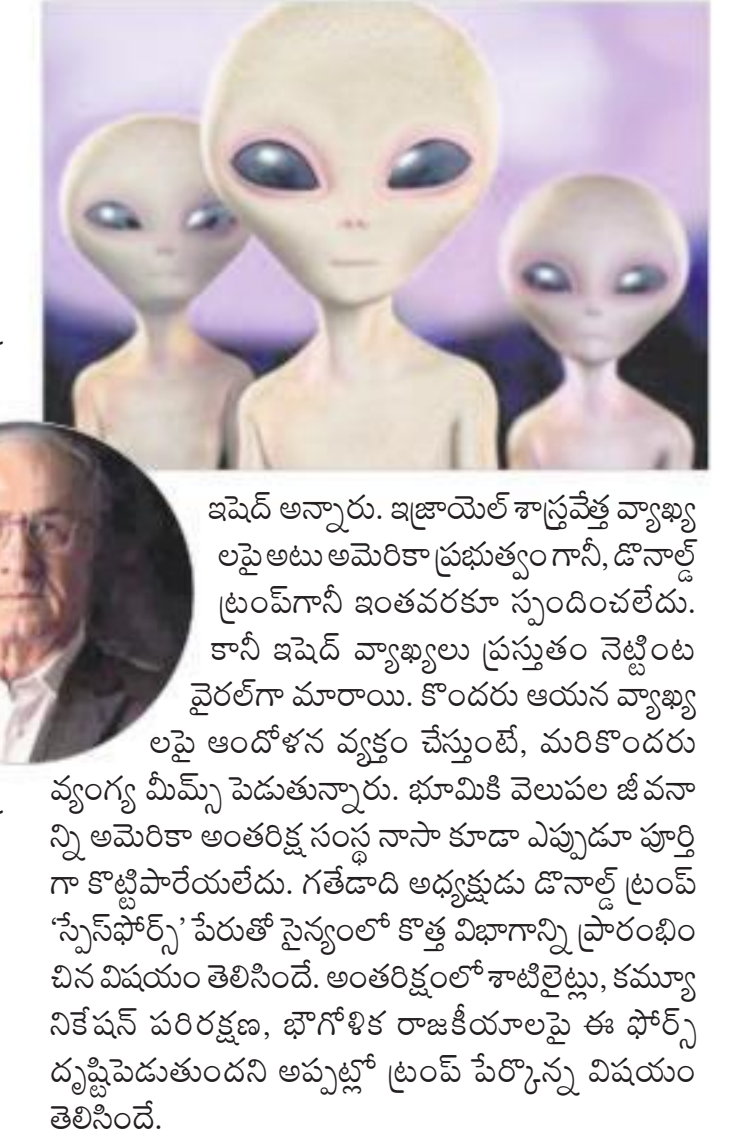 ఇషెద్ అన్నారు. ఇజ్రాయెల్ శాస్త్రవేత్త వ్యాఖ్య
లపై అటు అమెరికా ప్రభుత్వం గానీ, డొనాల్డ్
ట్రంప్‌గానీ ఇంతవరకూ స్పందించలేదు.
కానీ ఇషెద్ వ్యాఖ్యలు ప్రస్తుతం నెట్టింట
వైరల్‌గా మారాయి. కొందరు ఆయన వ్యాఖ్య
లపై ఆందోళన వ్యక్తం చేస్తుంటే, మరికొందరు
వ్యంగ్య మీమ్స్ పెడుతున్నారు. భూమికి వెలుపల జీవనా
న్ని అమెరికా అంతరిక్ష సంస్థ నాసా కూడా ఎప్పుడూ పూర్తి
గా కొట్టిపారేయలేదు. గతేడాది అధ్యక్షుడు డొనాల్డ్ ట్రంప్
‘స్పేస్‌ఫోర్స్’ పేరుతో సైన్యంలో కొత్త విభాగాన్ని ప్రారంభిం
చిన విషయం తెలిసిందే. అంతరిక్షంలో శాటిలైట్లు, కమ్యూ
నికేషన్ పరిరక్షణ, భౌగోళిక రాజకీయాలపై ఈ ఫోర్స్
దృష్టిపెడుతుందని అప్పట్లో ట్రంప్ పేర్కొన్న విషయం
తెలిసిందే.